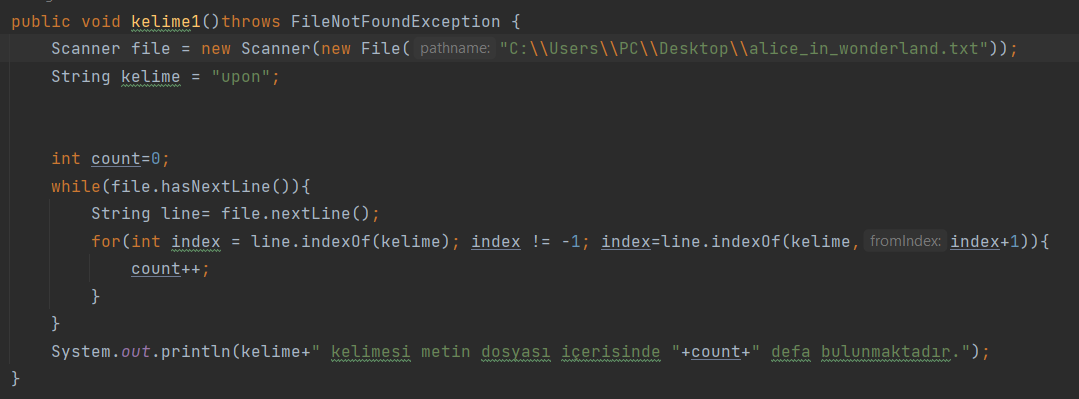 public void kelime1()throws FileNotFoundException {
Scanner file = new Scanner(new File( pathname: "C:\\Users\\PC\\Desktop\\alice_in_wonderland.txt"));
String kelime = "upon";
int count=0;
while(file.hasNextLine()){
String line= file.nextLine();
for(int index = line.indexOf(kelime); index != -1; index=line.indexOf(kelime, fromIndex: index+1)){
count++;
}
}
System.out.println(kelime+" kelimesi metin dosyası içerisinde "+count+" defa bulunmaktadır.");
}